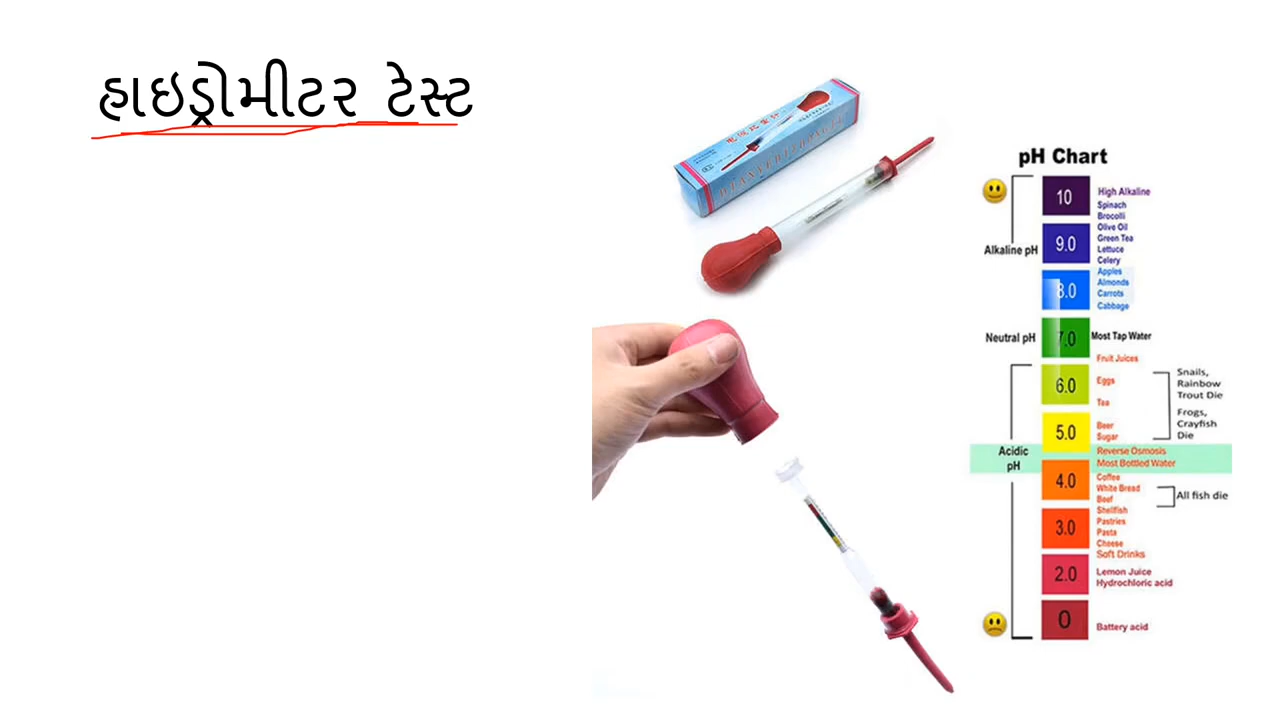 હાઇડ્રોમીટર ટેસ્ટ
pH Chart
10
High Alkaline
Spinach
Brocolli
Olive Oil
Alkaline pH
9.0
Green Tea
Lettuce
Celery
Apples
8.0
Almonds
Carrots
Cabbage
Neutral pH
7.0
Most Tap Water
Fruit Juices
6.0
Eggs
Tea
Snails,
Rainbow
Trout Die
Frogs,
Crayfish
Die
5.0
Beer
Sugar
Acidic
pH
Reverse Osmosis
Most Bottled Water
4.0
Coffee
White Bread
Beef
All fish die
Shellfish
3.0
Pastries
Pasta
Cheese
Soft Drinks
2.0
Lemon Juice
Hydrochloric acid
0
Battery acid